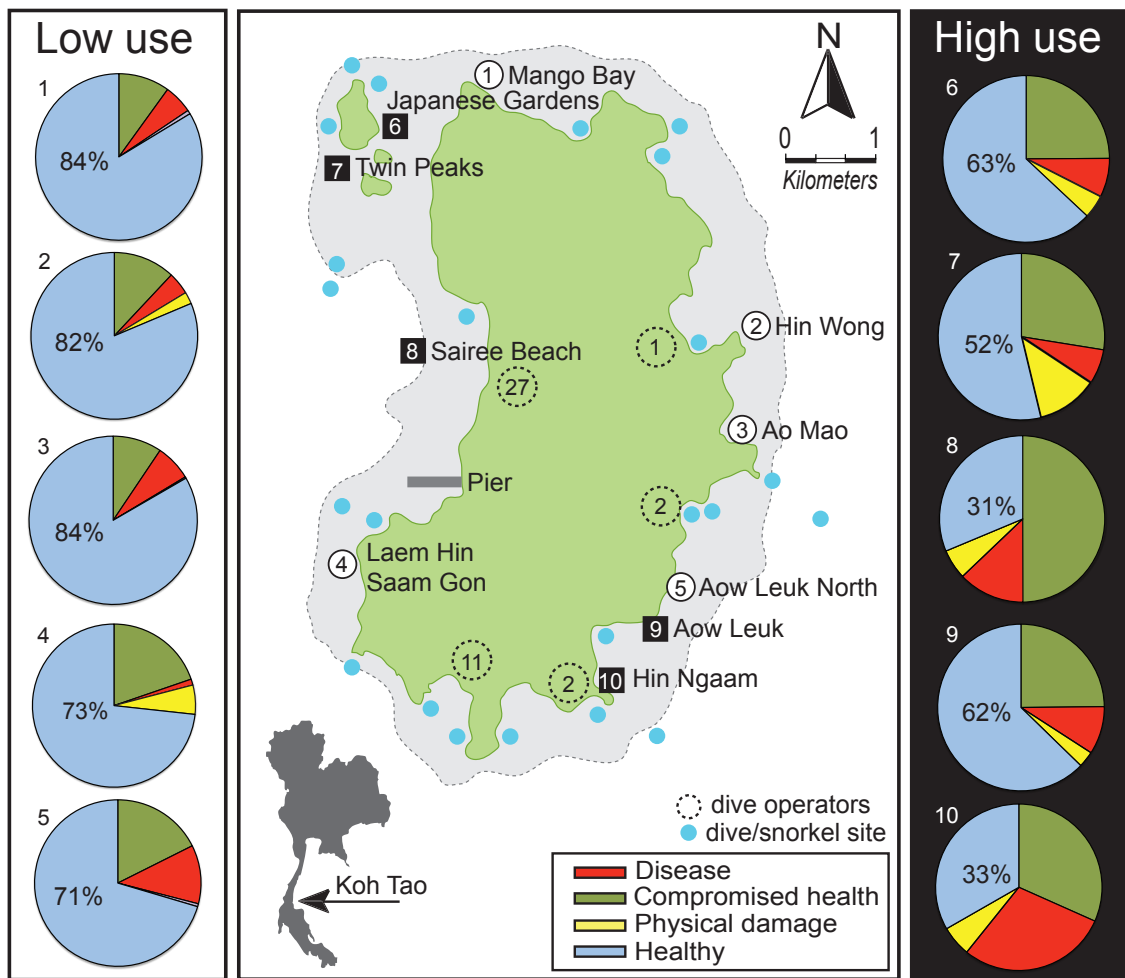 Low use
1
84%
2
82%
3
84%
4
73%
5
71%
N
0 1
Kilometers
1 Mango Bay
Japanese Gardens
6
7 Twin Peaks
2 Hin Wong
1
8 Sairee Beach
27
3 Ao Mao
Pier
2
4 Laem Hin
Saam Gon
5 Aow Leuk North
9 Aow Leuk
11
2
10 Hin Ngaam
Koh Tao
dive operators
dive/snorkel site
Disease
Compromised health
Physical damage
Healthy
High use
6
63%
7
52%
8
31%
9
62%
10
33%